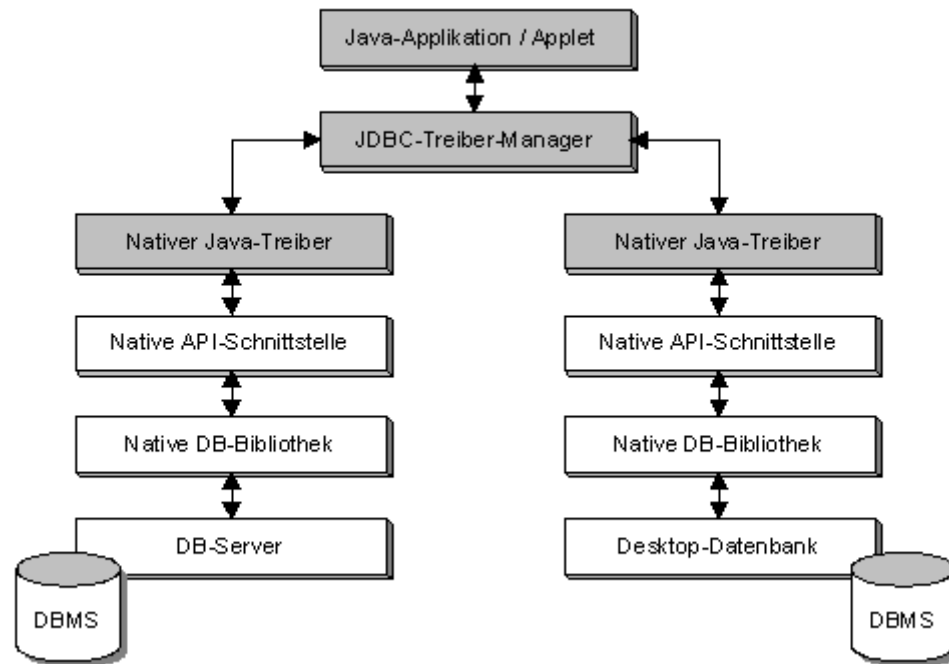 Java-Applikation / Applet
JDBC-Treiber-Manager
Nativer Java-Treiber
Nativer Java-Treiber
Native API-Schnittstelle
Native API-Schnittstelle
Native DB-Bibliothek
Native DB-Bibliothek
DB-Server
Desktop-Datenbank
DBMS
DBMS